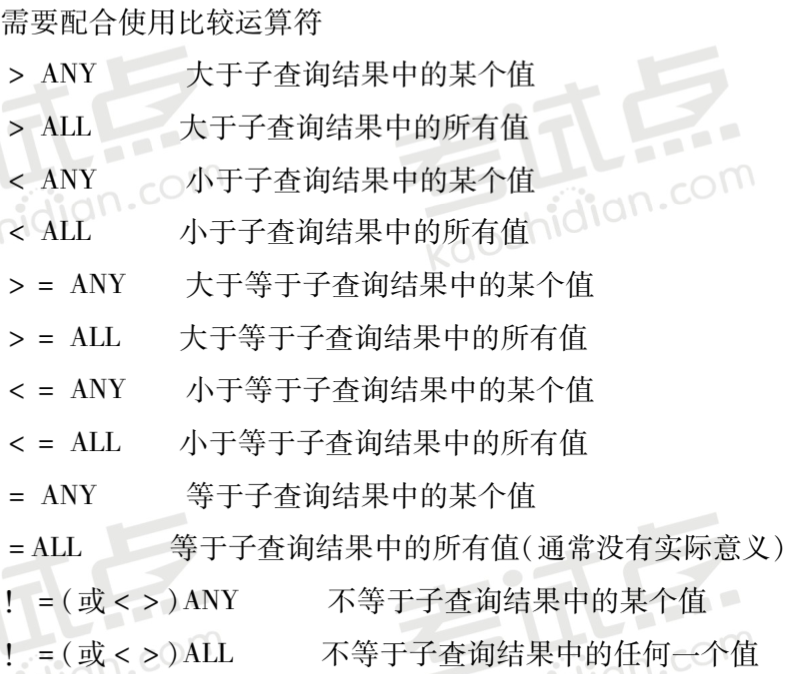 需要配合使用比较运算符
> ANY 大于子查询结果中的某个值
> ALL 大于子查询结果中的所有值
< ANY 小于子查询结果中的某个值
< ALL 小于子查询结果中的所有值
> = ANY 大于等于子查询结果中的某个值
> = ALL 大于等于子查询结果中的所有值
< = ANY 小于等于子查询结果中的某个值
< = ALL 小于等于子查询结果中的所有值
= ANY 等于子查询结果中的某个值
=ALL 等于子查询结果中的所有值(通常没有实际意义)
! =(或< >)ANY 不等于子查询结果中的某个值
! =(或< >)ALL 不等于子查询结果中的任何一个值
考试点
kaoshidian.com